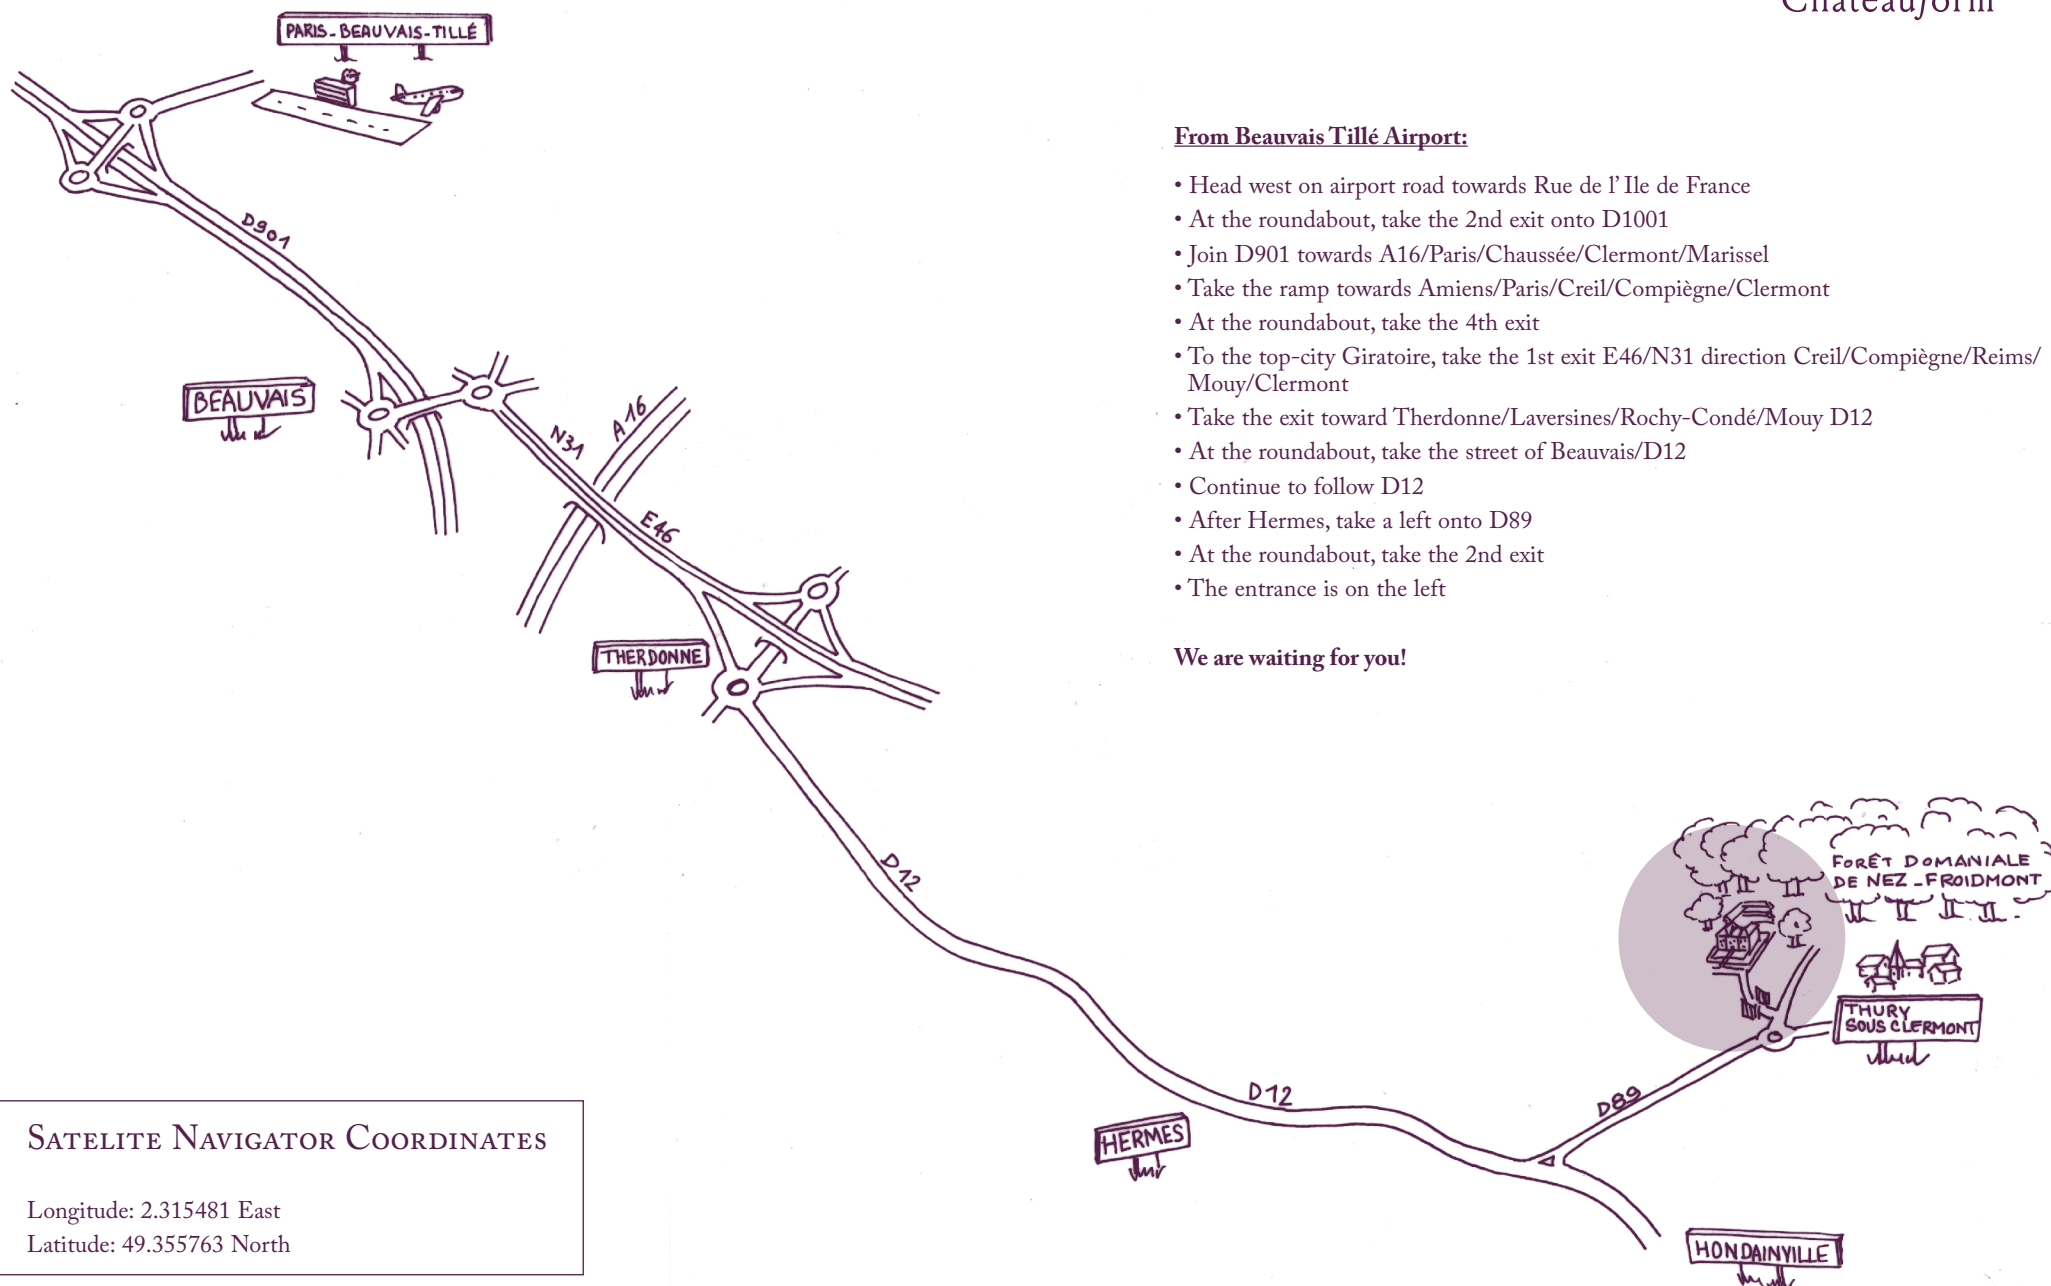 Châteauform
PARIS-BEAUVAIS-TILLÉ
From Beauvais Tillé Airport:
• Head west on airport road towards Rue de l' Ile de France
• At the roundabout, take the 2nd exit onto D1001
• Join D901 towards A16/Paris/Chaussée/Clermont/Marissel
• Take the ramp towards Amiens/Paris/Creil/Compiègne/Clermont
• At the roundabout, take the 4th exit
• To the top-city Giratoire, take the 1st exit E46/N31 direction Creil/Compiègne/Reims/
Mouy/Clermont
• Take the exit toward Therdonne/Laversines/Rochy-Condé/Mouy D12
• At the roundabout, take the street of Beauvais/D12
• Continue to follow D12
• After Hermes, take a left onto D89
• At the roundabout, take the 2nd exit
• The entrance is on the left
We are waiting for you!
D901
BEAUVAIS
N31
A16
E46
THERDONNE
D12
FORÊT DOMANIALE
DE NEZ-FROIDMONT
THURY
SOUS CLERMONT
D12
D89
HERMES
HONDAINVILLE
SATELITE NAVIGATOR COORDINATES
Longitude: 2.315481 East
Latitude: 49.355763 North